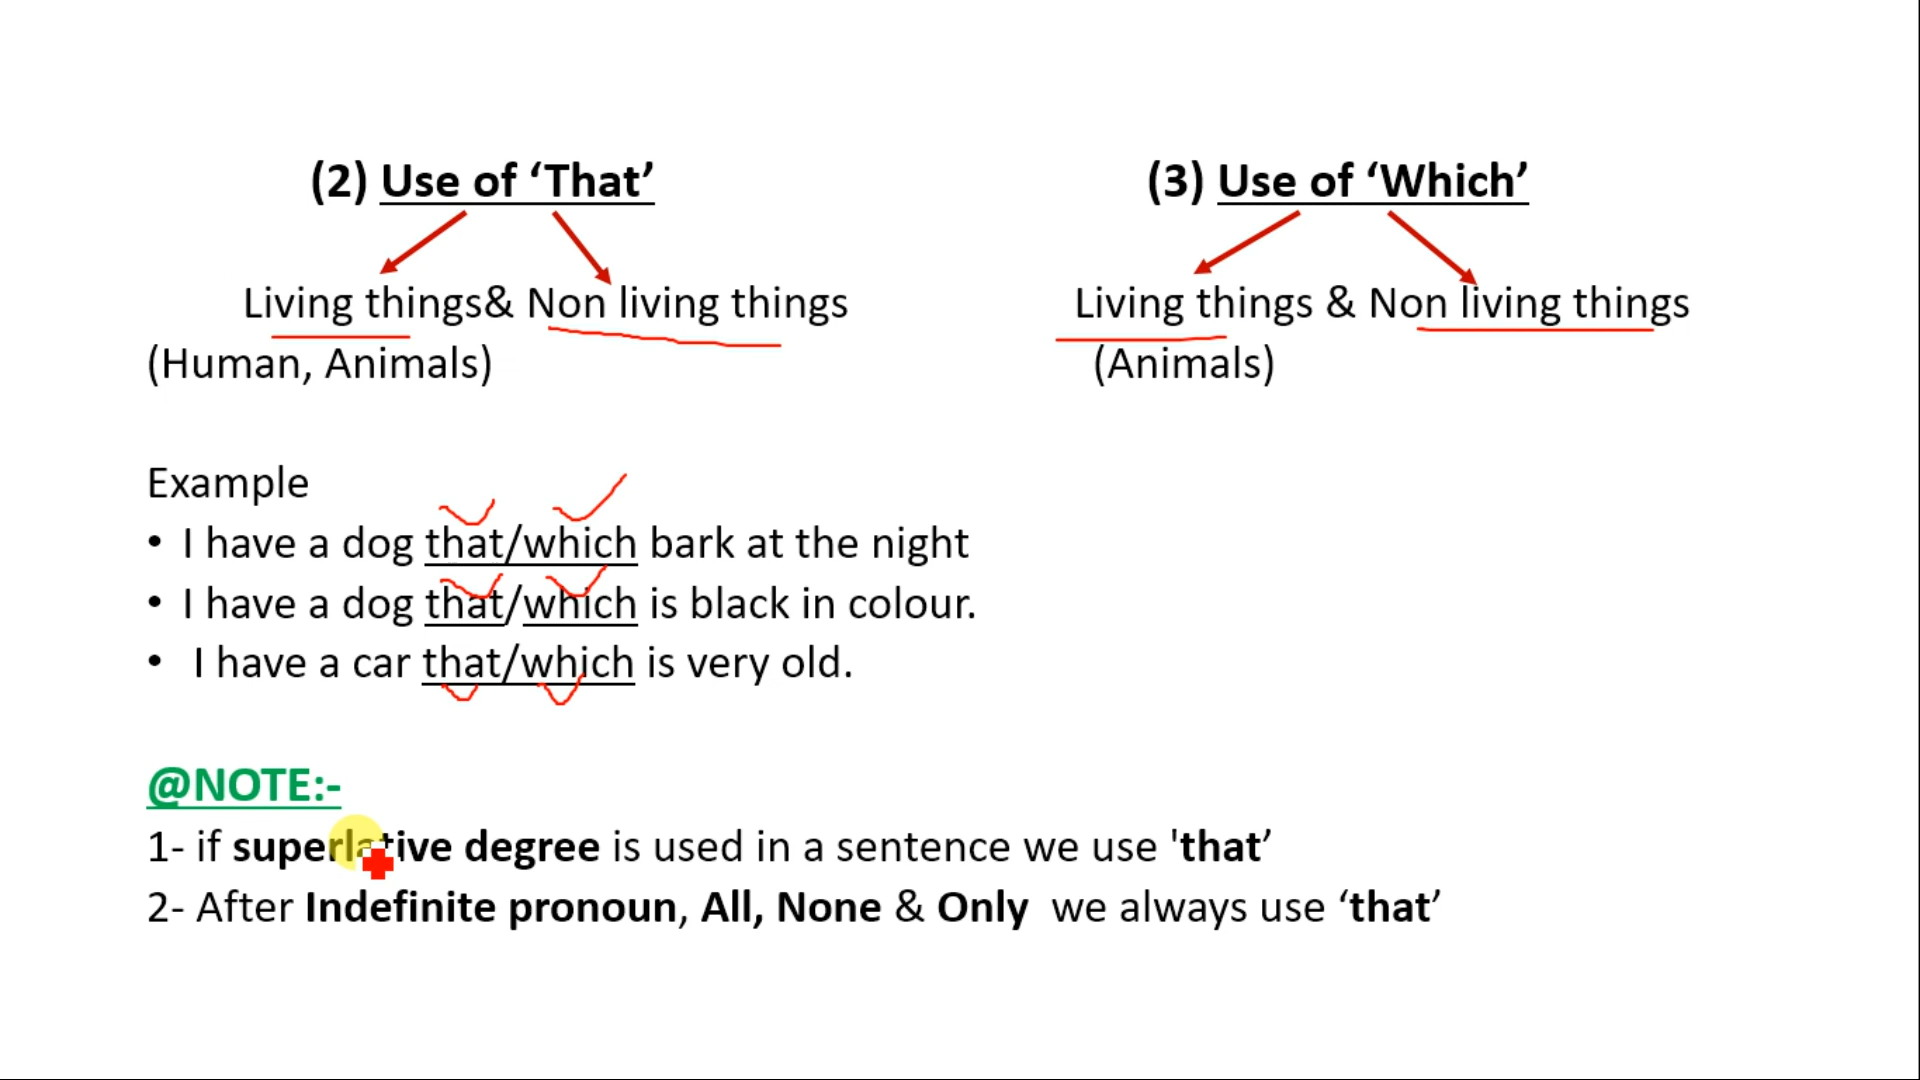 (2) Use of ‘That’
Living things& Non living things
(Human, Animals)
(3) Use of ‘Which’
Living things & Non living things
(Animals)
Example
• I have a dog that/which bark at the night
• I have a dog that/which is black in colour.
• I have a car that/which is very old.
@NOTE:-
1- if superlative degree is used in a sentence we use 'that’
2- After Indefinite pronoun, All, None & Only we always use ‘that’